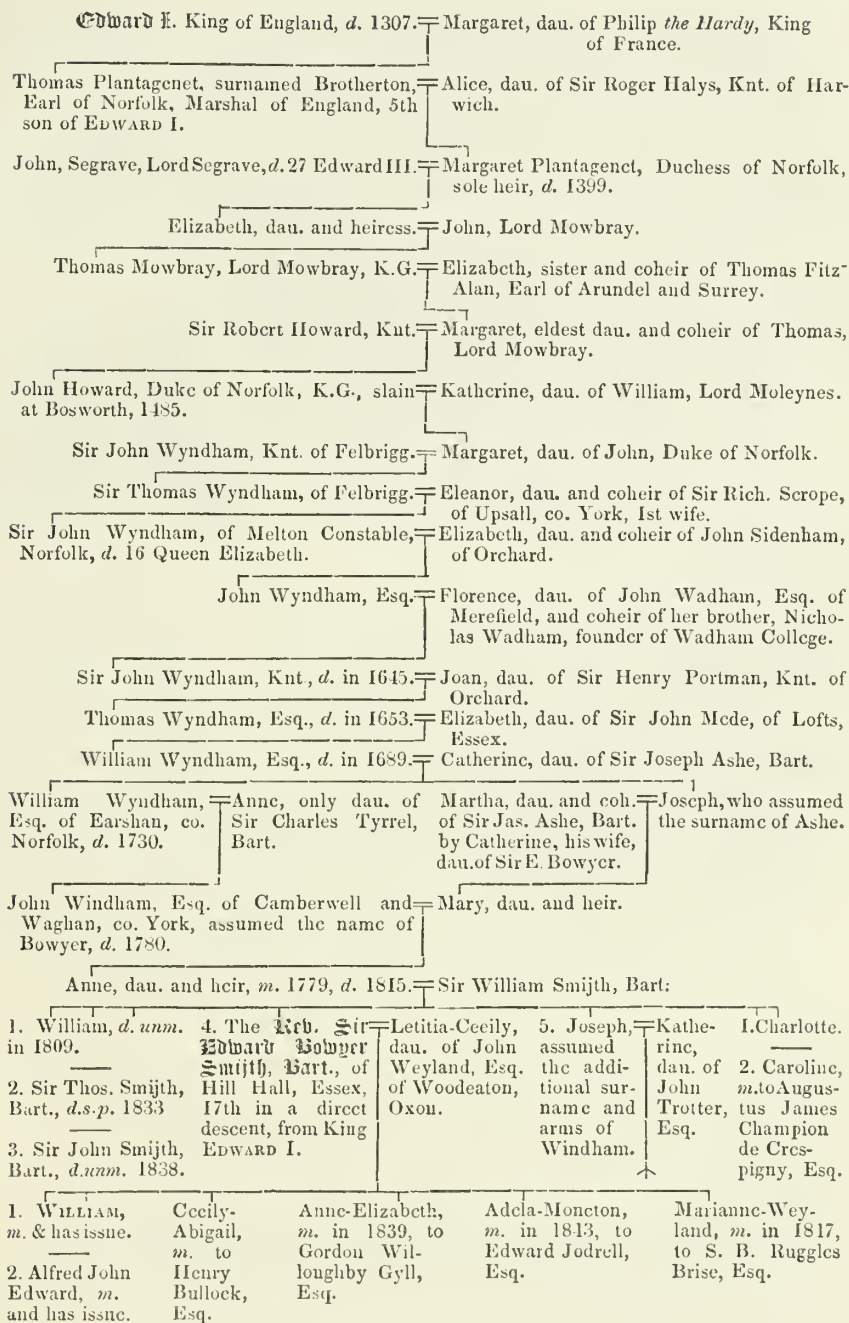 Edward I. King of England, d. 1307. Margaret, dau. of Philip the Hardy, King
of France.
Thomas Plantagenet, surnamed Brotherton, Alice, dau. of Sir Roger Halys, Knt. of Har-
Earl of Norfolk, Marshal of England, 5th wich.
son of EDWARD I.
John, Segrave, Lord Segrave, d. 27 Edward III. Margaret Plantagenet, Duchess of Norfolk,
sole heir, d. 1399.
Elizabeth, dau. and heiress. John, Lord Mowbray.
Thomas Mowbray, Lord Mowbray, K.G. Elizabeth, sister and coheir of Thomas Fitz-
Alan, Earl of Arundel and Surrey.
Sir Robert Howard, Knt. Margaret, eldest dau. and coheir of Thomas,
Lord Mowbray.
John Howard, Duke of Norfolk, K.G., slain Katherine, dau. of William, Lord Moleynes.
at Bosworth, 1485.
Sir John Wyndham, Knt. of Felbrigg. Margaret, dau. of John, Duke of Norfolk.
Sir Thomas Wyndham, of Felbrigg. Eleanor, dau. and coheir of Sir Rich. Scrope,
of Upsall, co. York, 1st wife.
Sir John Wyndham, of Melton Constable, Elizabeth, dau. and coheir of John Sidenham,
Norfolk, d. 16 Queen Elizabeth. of Orchard.
John Wyndham, Esq. Florence, dau. of John Wadham, Esq. of
Merefield, and coheir of her brother, Nicho-
las Wadham, founder of Wadham College.
Sir John Wyndham, Knt., d. in 1645. Joan, dau. of Sir Henry Portman, Knt. of
Orchard.
Thomas Wyndham, Esq., d. in 1653. Elizabeth, dau. of Sir John Mede, of Lofts,
Essex.
William Wyndham, Esq., d. in 1689. Catherine, dau. of Sir Joseph Ashe, Bart.
William Wyndham,
Esq. of Earshan, co.
Norfolk, d. 1730.
Anne, only dau. of
Sir Charles Tyrrel,
Bart.
Martha, dau. and coh.
of Sir Jas. Ashe, Bart.
by Catherine, his wife,
dau. of Sir E. Bowyer.
Joseph, who assumed
the surname of Ashe.
John Windham, Esq. of Camberwell and Mary, dau. and heir.
Waghan, co. York, assumed the name of
Bowyer, d. 1780.
Anne, dau. and heir, m. 1779, d. 1815. Sir William Smijth, Bart.
1. William, d. unm.
in 1809.
2. Sir Thos. Smijth,
Bart., d.s.p. 1833
3. Sir John Smijth,
Bart., d.unm. 1838.
4. The Reb. Sir
Edward Bowyer
Smijth, Bart., of
Hill Hall, Essex,
17th in a direct
descent, from King
EDWARD I.
Letitia-Cecily,
dau. of John
Weyland, Esq.
of Woodeaton,
Oxon.
5. Joseph,
assumed
the addi-
tional sur-
name and
arms of
Windham.
Kathe-
rine,
dau. of
John
Trotter,
Esq.
1. Charlotte.
2. Caroline,
m. to Augus-
tus James
Champion
de Cres-
pigny, Esq.
1. WILLIAM,
m. & has issue.
2. Alfred John
Edward, m.
and has issue.
Cecily-
Abigail,
m. to
Henry
Bullock,
Esq.
Anne-Elizabeth,
m. in 1839, to
Gordon Wil-
loughby Gyll,
Esq.
Adela-Moncton,
m. in 1843, to
Edward Jodrell,
Esq.
Marianne-Wey-
land, m. in 1817,
to S. B. Ruggles
Brise, Esq.